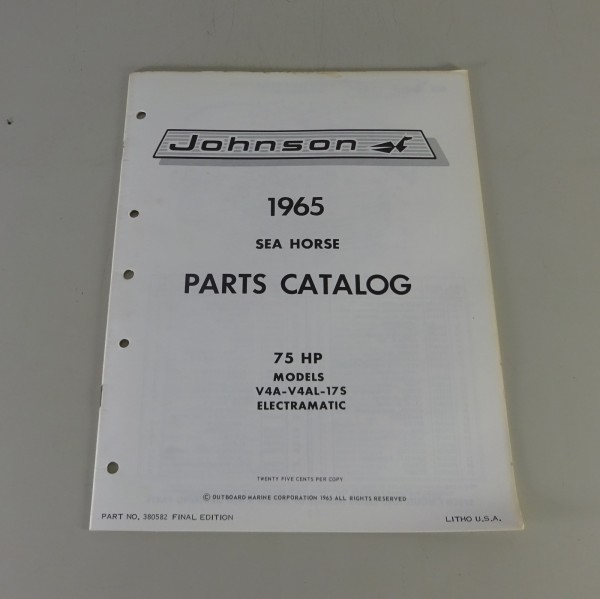 Johnson
1965
SEA HORSE
PARTS CATALOG
75 HP
MODELS
V4A-V4AL-17S
ELECTRAMATIC
TWENTY FIVE CENTS PER COPY
© OUTBOARD MARINE CORPORATION 1965 ALL RIGHTS RESERVED
PART NO. 380582 FINAL EDITION
LITHO U.S.A.